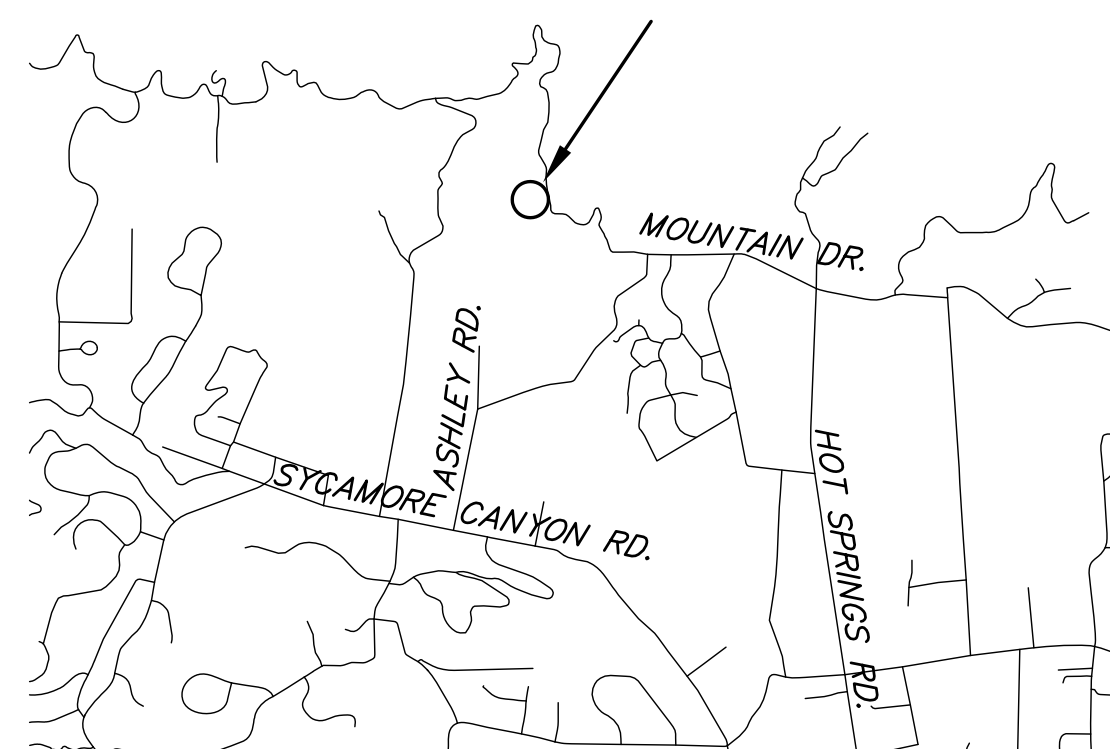 MOUNTAIN DR.
ASHLEY RD.
SYCAMORE CANYON RD.
HOT SPRINGS RD.